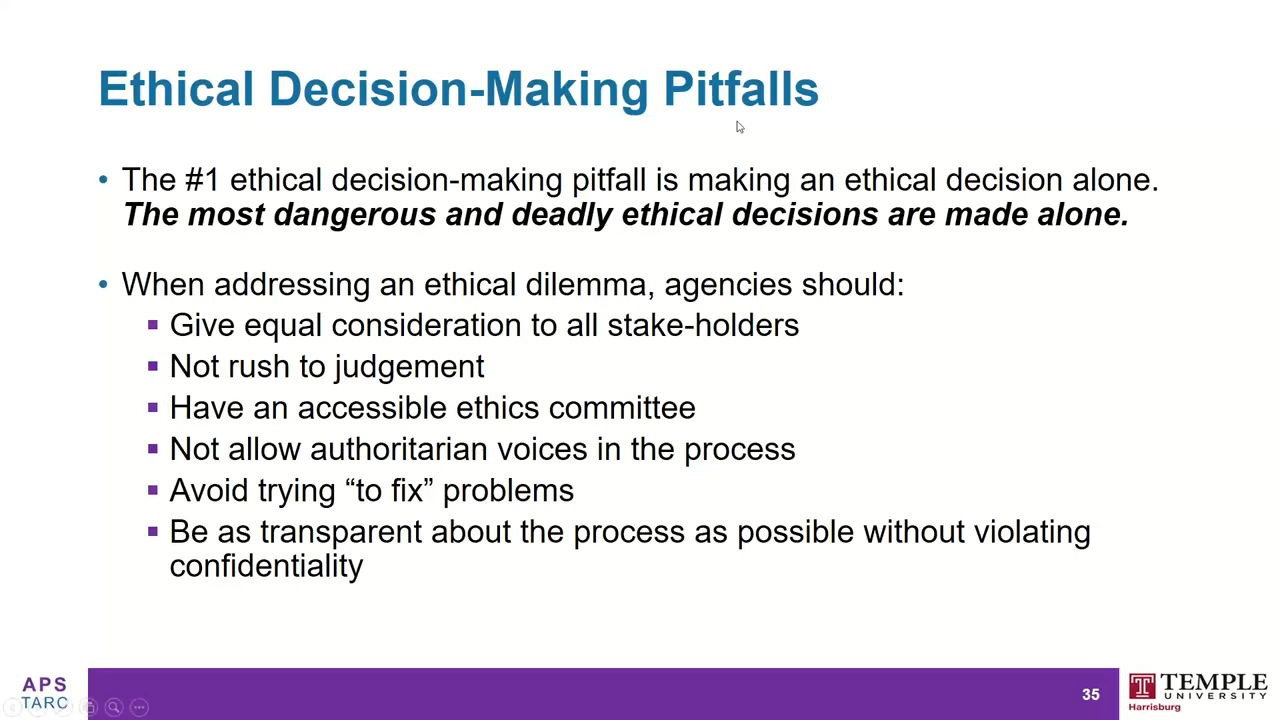 Ethical Decision-Making Pitfalls
• The #1 ethical decision-making pitfall is making an ethical decision alone.
The most dangerous and deadly ethical decisions are made alone.
• When addressing an ethical dilemma, agencies should:
▪ Give equal consideration to all stake-holders
▪ Not rush to judgement
▪ Have an accessible ethics committee
▪ Not allow authoritarian voices in the process
▪ Avoid trying “to fix” problems
▪ Be as transparent about the process as possible without violating
confidentiality
APS
TARC
35
TEMPLE
UNIVERSITY
Harrisburg